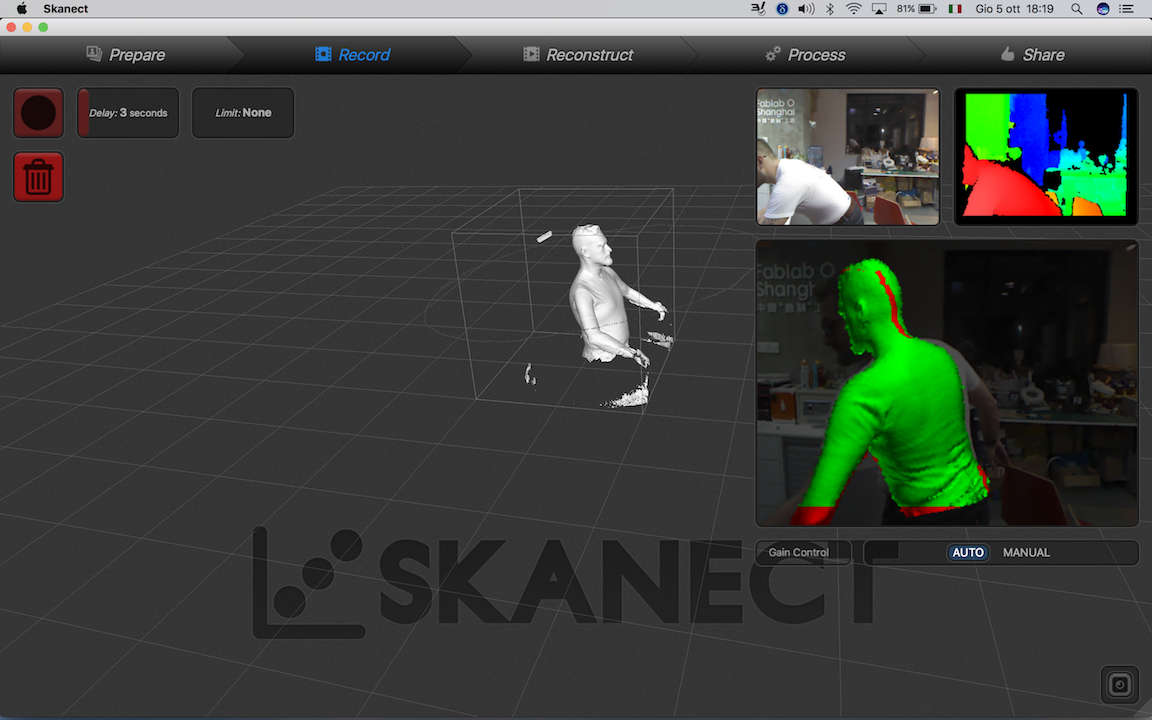 Skanect
81%
Gio 5 ott 18:19
Prepare
Record
Reconstruct
Process
Share
Delay: 3 seconds
Limit: None
Fablab O
Shanghai
Fablab O
Shangh
SKANECT
Gain Control
AUTO
MANUAL